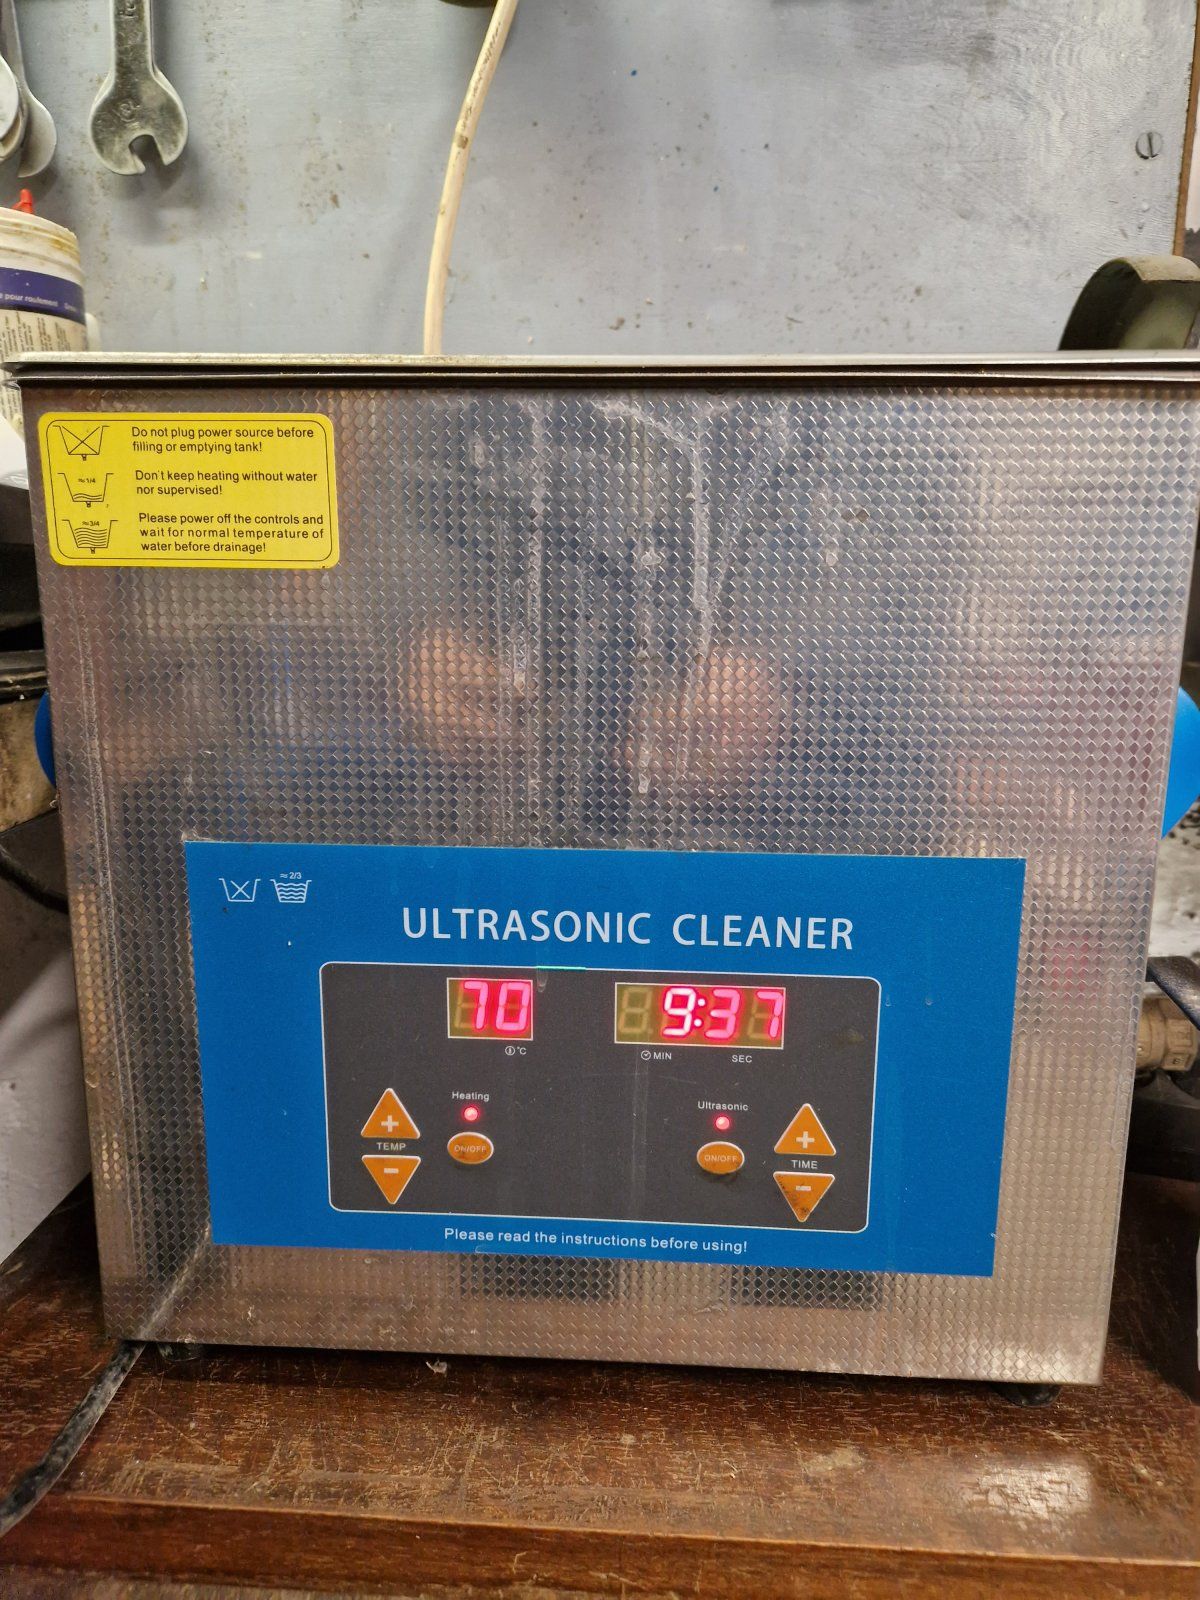 pour roulement
Do not plug power source before
filling or emptying tank!
≈1/4
Don't keep heating without water
nor supervised!
≈3/4
Please power off the controls and
wait for normal temperature of
water before drainage!
≈2/3
ULTRASONIC CLEANER
70 9:37
°C MIN SEC
Heating
Ultrasonic
+ +
TEMP ON/OFF ON/OFF TIME
- -
Please read the instructions before using!